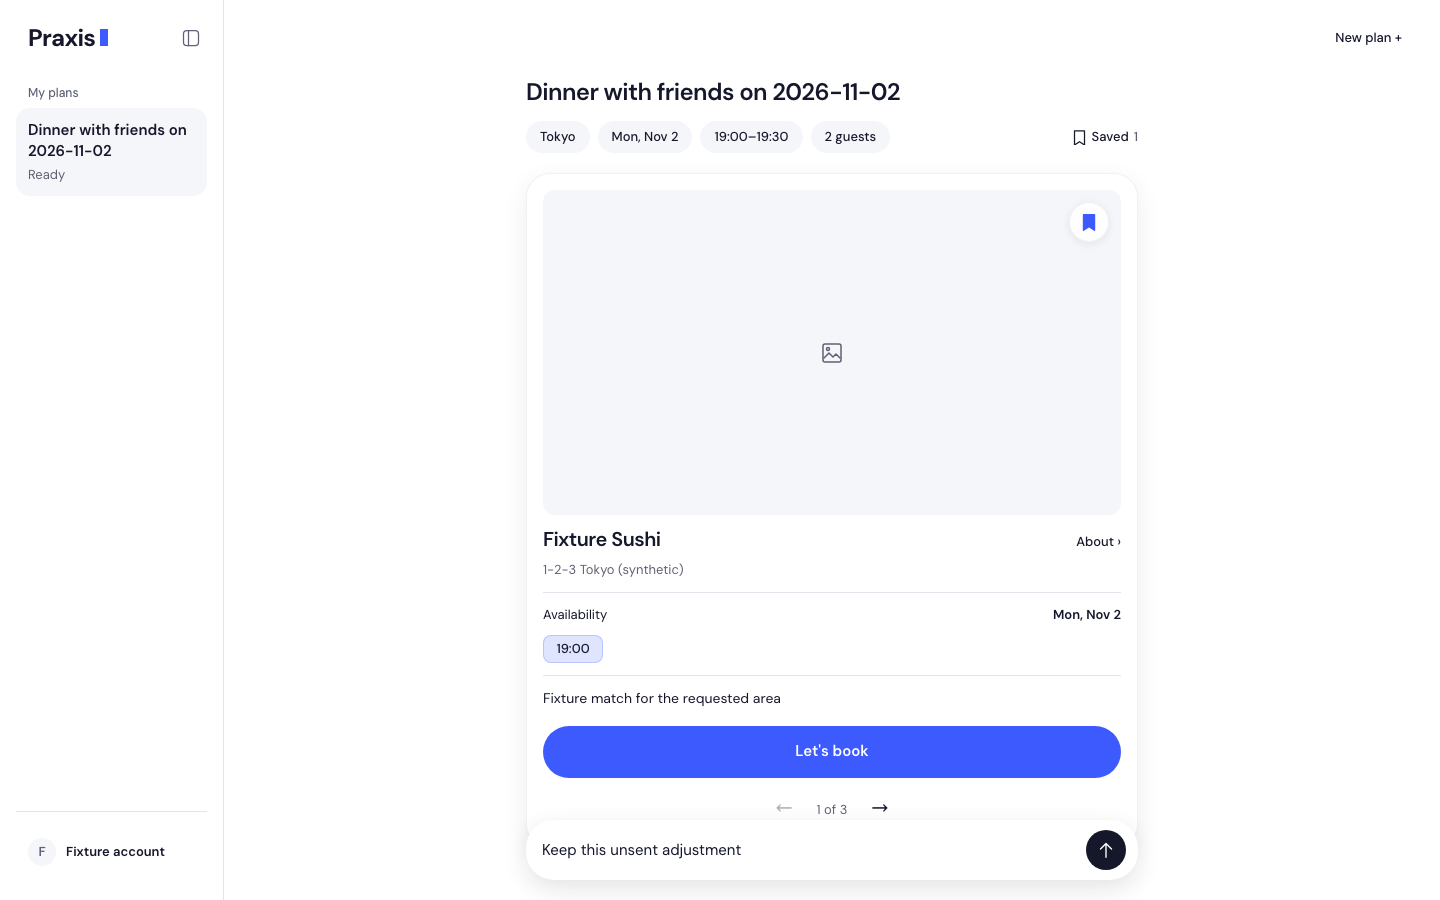 Praxis
New plan +
My plans
Dinner with friends on
2026-11-02
Ready
Dinner with friends on 2026-11-02
Tokyo
Mon, Nov 2
19:00–19:30
2 guests
Saved 1
Fixture Sushi
About ›
1-2-3 Tokyo (synthetic)
Availability
Mon, Nov 2
19:00
Fixture match for the requested area
Let's book
← 1 of 3 →
Keep this unsent adjustment
F
Fixture account